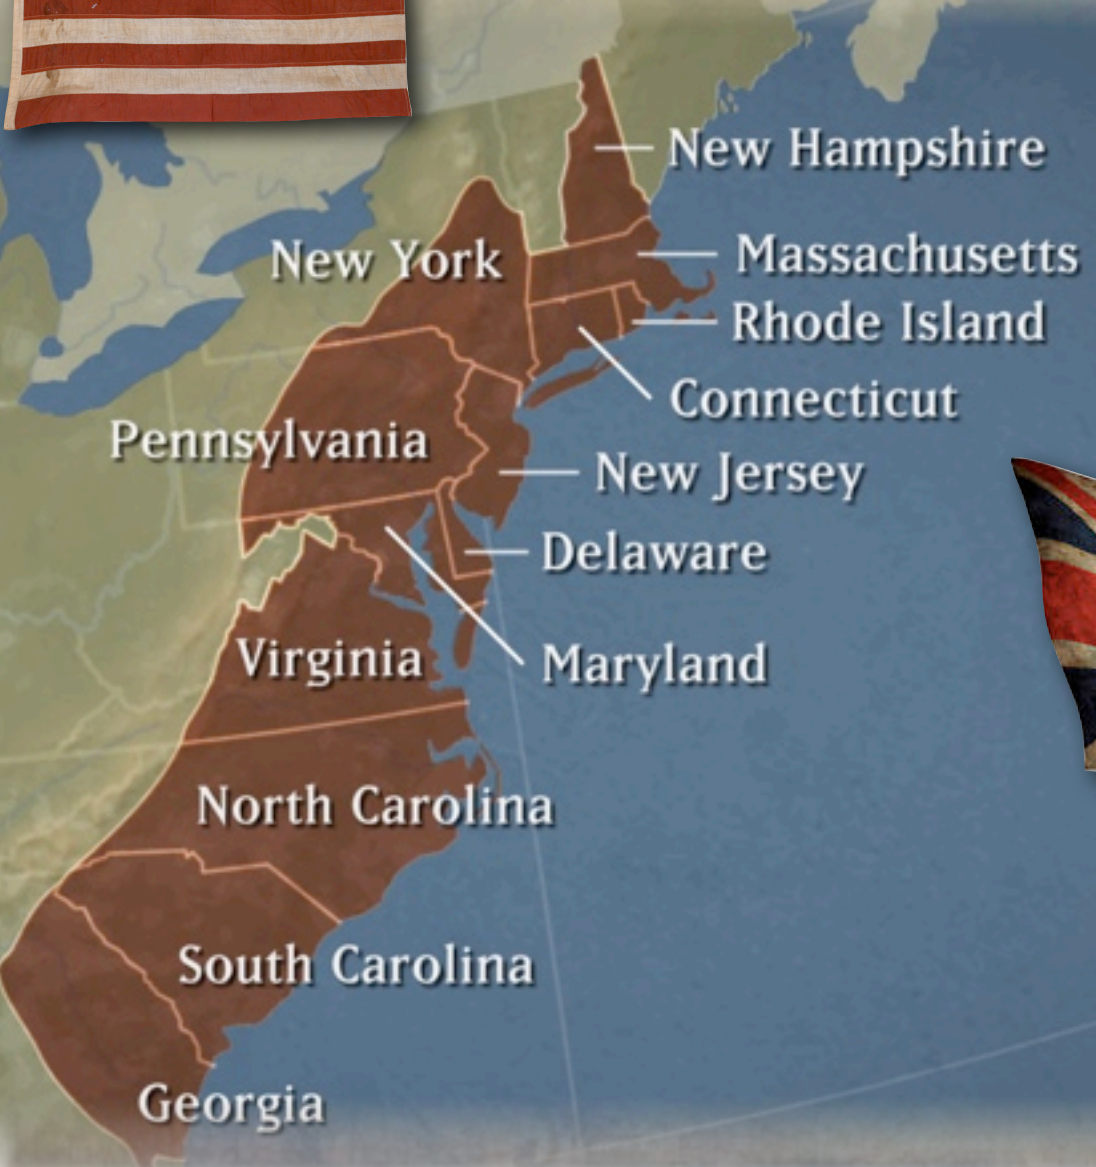 New Hampshire
Massachusetts
New York
Rhode Island
Connecticut
Pennsylvania
New Jersey
Delaware
Virginia
Maryland
North Carolina
South Carolina
Georgia